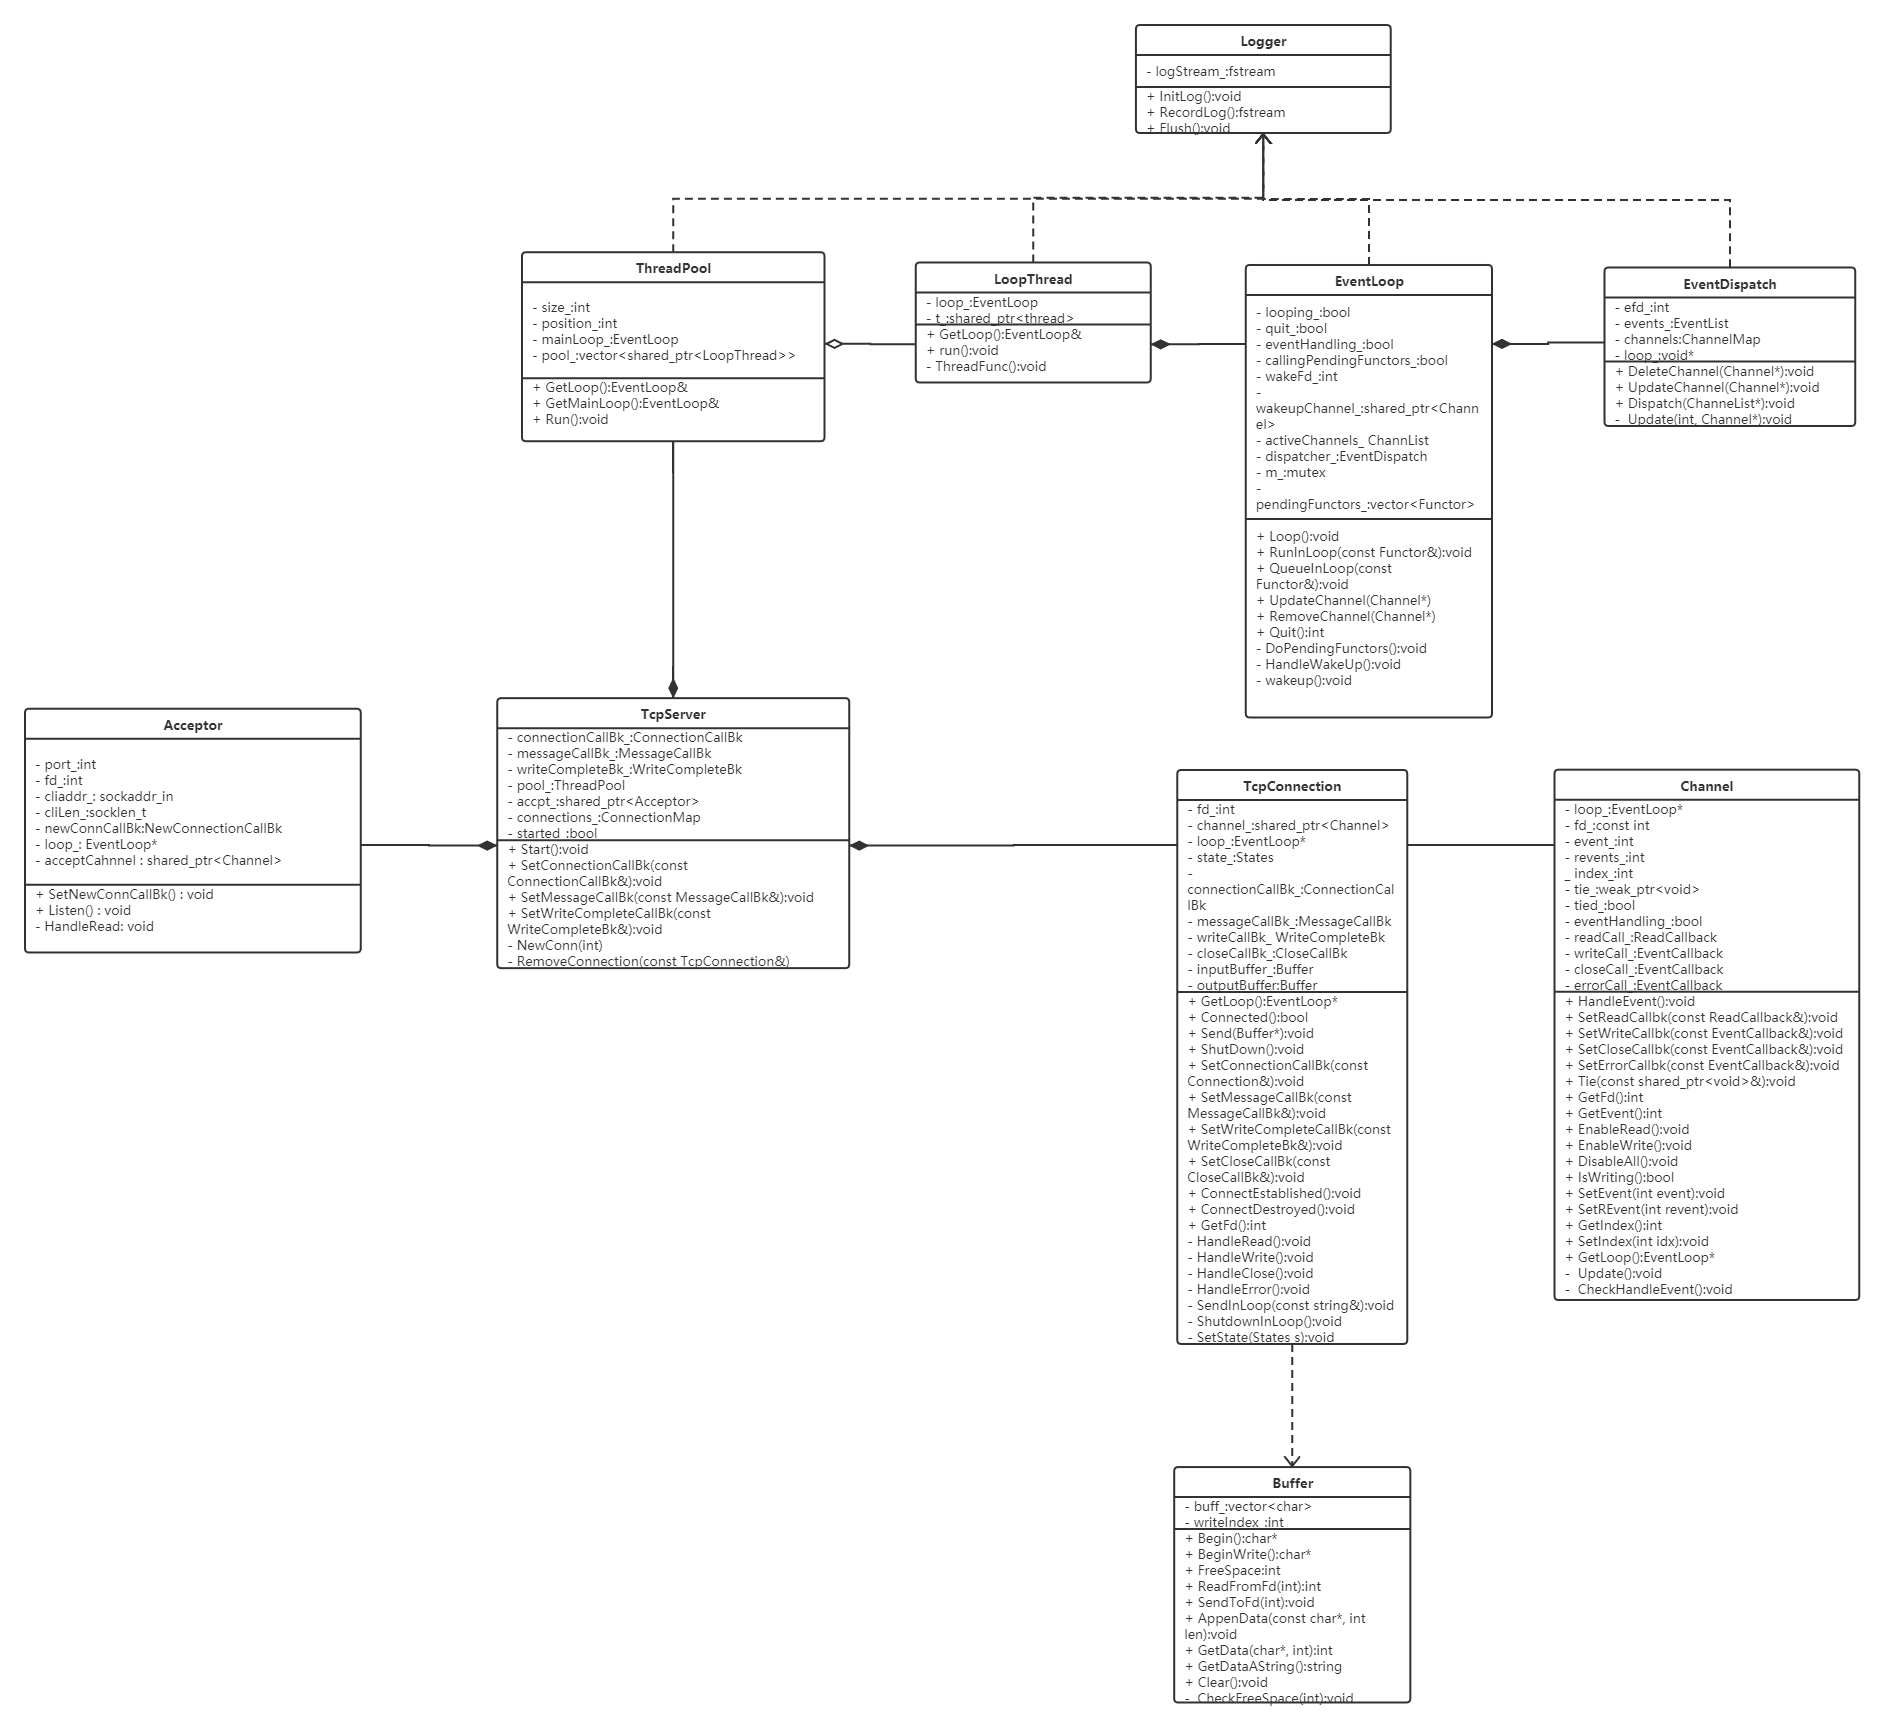 Logger
- logStream_:fstream
+ InitLog():void
+ RecordLog():fstream
+ Flush():void
ThreadPool
- size_:int
- position_:int
- mainLoop_:EventLoop
- pool_:vector<shared_ptr<LoopThread>>
+ GetLoop():EventLoop&
+ GetMainLoop():EventLoop&
+ Run():void
LoopThread
- loop_:EventLoop
- t_:shared_ptr<thread>
+ GetLoop():EventLoop&
+ run():void
- ThreadFunc():void
EventLoop
- looping_:bool
- quit_:bool
- eventHandling_:bool
- callingPendingFunctors_:bool
- wakeFd_:int
-
wakeupChannel_:shared_ptr<Chann
el>
- activeChannels_ ChannList
- dispatcher_:EventDispatch
- m_:mutex
-
pendingFunctors_:vector<Functor>
+ Loop():void
+ RunInLoop(const Functor&):void
+ QueueInLoop(const
Functor&):void
+ UpdateChannel(Channel*)
+ RemoveChannel(Channel*)
+ Quit():int
- DoPendingFunctors():void
- HandleWakeUp():void
- wakeup():void
EventDispatch
- efd_:int
- events_:EventList
- channels:ChannelMap
- loop_:void*
+ DeleteChannel(Channel*):void
+ UpdateChannel(Channel*):void
+ Dispatch(ChanneList*):void
- Update(int, Channel*):void
Acceptor
- port_:int
- fd_:int
- cliaddr_: sockaddr_in
- cliLen_:socklen_t
- newConnCallBk:NewConnectionCallBk
- loop_: EventLoop*
- acceptCahnnel : shared_ptr<Channel>
+ SetNewConnCallBk() : void
+ Listen() : void
- HandleRead: void
TcpServer
- connectionCallBk_:ConnectionCallBk
- messageCallBk_:MessageCallBk
- writeCompleteBk_:WriteCompleteBk
- pool_:ThreadPool
- accpt_:shared_ptr<Acceptor>
- connections_:ConnectionMap
- started_:bool
+ Start():void
+ SetConnectionCallBk(const
ConnectionCallBk&):void
+ SetMessageCallBk(const MessageCallBk&):void
+ SetWriteCompleteCallBk(const
WriteCompleteBk&):void
- NewConn(int)
- RemoveConnection(const TcpConnection&)
TcpConnection
- fd_:int
- channel_:shared_ptr<Channel>
- loop_:EventLoop*
- state_:States
-
connectionCallBk_:ConnectionCal
lBk
- messageCallBk_:MessageCallBk
- writeCallBk_ WriteCompleteBk
- closeCallBk_:CloseCallBk
- inputBuffer_:Buffer
- outputBuffer:Buffer
+ GetLoop():EventLoop*
+ Connected():bool
+ Send(Buffer*):void
+ ShutDown():void
+ SetConnectionCallBk(const
Connection&):void
+ SetMessageCallBk(const
MessageCallBk&):void
+ SetWriteCompleteCallBk(const
WriteCompleteBk&):void
+ SetCloseCallBk(const
CloseCallBk&):void
+ ConnectEstablished():void
+ ConnectDestroyed():void
+ GetFd():int
- HandleRead():void
- HandleWrite():void
- HandleClose():void
- HandleError():void
- SendInLoop(const string&):void
- ShutdownInLoop():void
- SetState(States s):void
Channel
- loop_:EventLoop*
- fd_:const int
- event_:int
- revents_:int
_ index_:int
- tie_:weak_ptr<void>
- tied_:bool
- eventHandling_:bool
- readCall_:ReadCallback
- writeCall_:EventCallback
- closeCall_:EventCallback
- errorCall_:EventCallback
+ HandleEvent():void
+ SetReadCallbk(const ReadCallback&):void
+ SetWriteCallbk(const EventCallback&):void
+ SetCloseCallbk(const EventCallback&):void
+ SetErrorCallbk(const EventCallback&):void
+ Tie(const shared_ptr<void>&):void
+ GetFd():int
+ GetEvent():int
+ EnableRead():void
+ EnableWrite():void
+ DisableAll():void
+ IsWriting():bool
+ SetEvent(int event):void
+ SetREvent(int revent):void
+ GetIndex():int
+ SetIndex(int idx):void
+ GetLoop():EventLoop*
- Update():void
- CheckHandleEvent():void
Buffer
- buff_:vector<char>
- writeIndex_:int
+ Begin():char*
+ BeginWrite():char*
+ FreeSpace:int
+ ReadFromFd(int):int
+ SendToFd(int):void
+ AppenData(const char*, int
len):void
+ GetData(char*, int):int
+ GetDataAString():string
+ Clear():void
- CheckFreeSpace(int):void